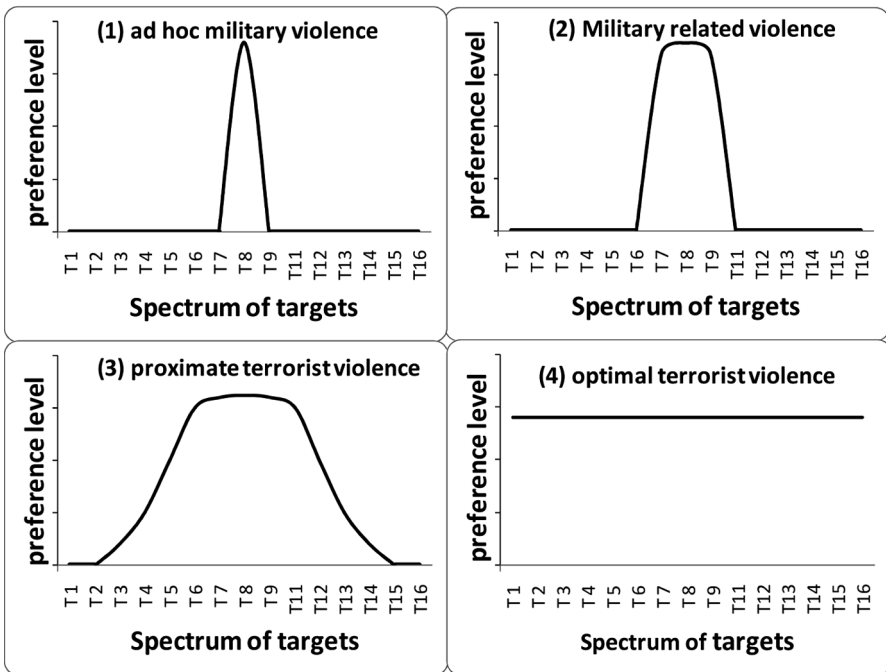 (1) ad hoc military violence
preference level
T1 T2 T3 T4 T5 T6 T7 T8 T9 T11 T12 T13 T14 T15 T16
Spectrum of targets
(2) Military related violence
preference level
T1 T2 T3 T4 T5 T6 T7 T8 T9 T11 T12 T13 T14 T15 T16
Spectrum of targets
(3) proximate terrorist violence
preference level
T1 T2 T3 T4 T5 T6 T7 T8 T9 T11 T12 T13 T14 T15 T16
Spectrum of targets
(4) optimal terrorist violence
preference level
T1 T2 T3 T4 T5 T6 T7 T8 T9 T11 T12 T13 T14 T15 T16
Spectrum of targets